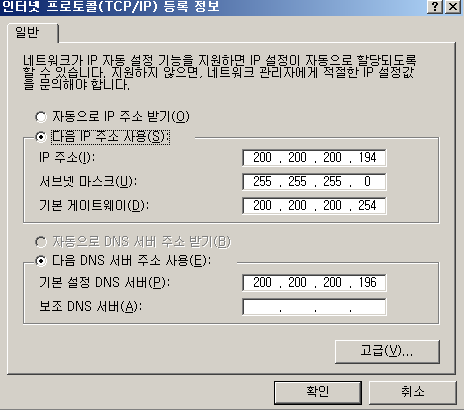 인터넷 프로토콜(TCP/IP) 등록 정보
일반
네트워크가 IP 자동 설정 기능을 지원하면 IP 설정이 자동으로 할당되도록
할 수 있습니다. 지원하지 않으면, 네트워크 관리자에게 적절한 IP 설정값
을 문의해야 합니다.
자동으로 IP 주소 받기(O)
다음 IP 주소 사용(S):
IP 주소(I): 200 . 200 . 200 . 194
서브넷 마스크(U): 255 . 255 . 255 . 0
기본 게이트웨이(D): 200 . 200 . 200 . 254
자동으로 DNS 서버 주소 받기(B)
다음 DNS 서버 주소 사용(E):
기본 설정 DNS 서버(P): 200 . 200 . 200 . 196
보조 DNS 서버(A): . . .
고급(V)...
확인 취소